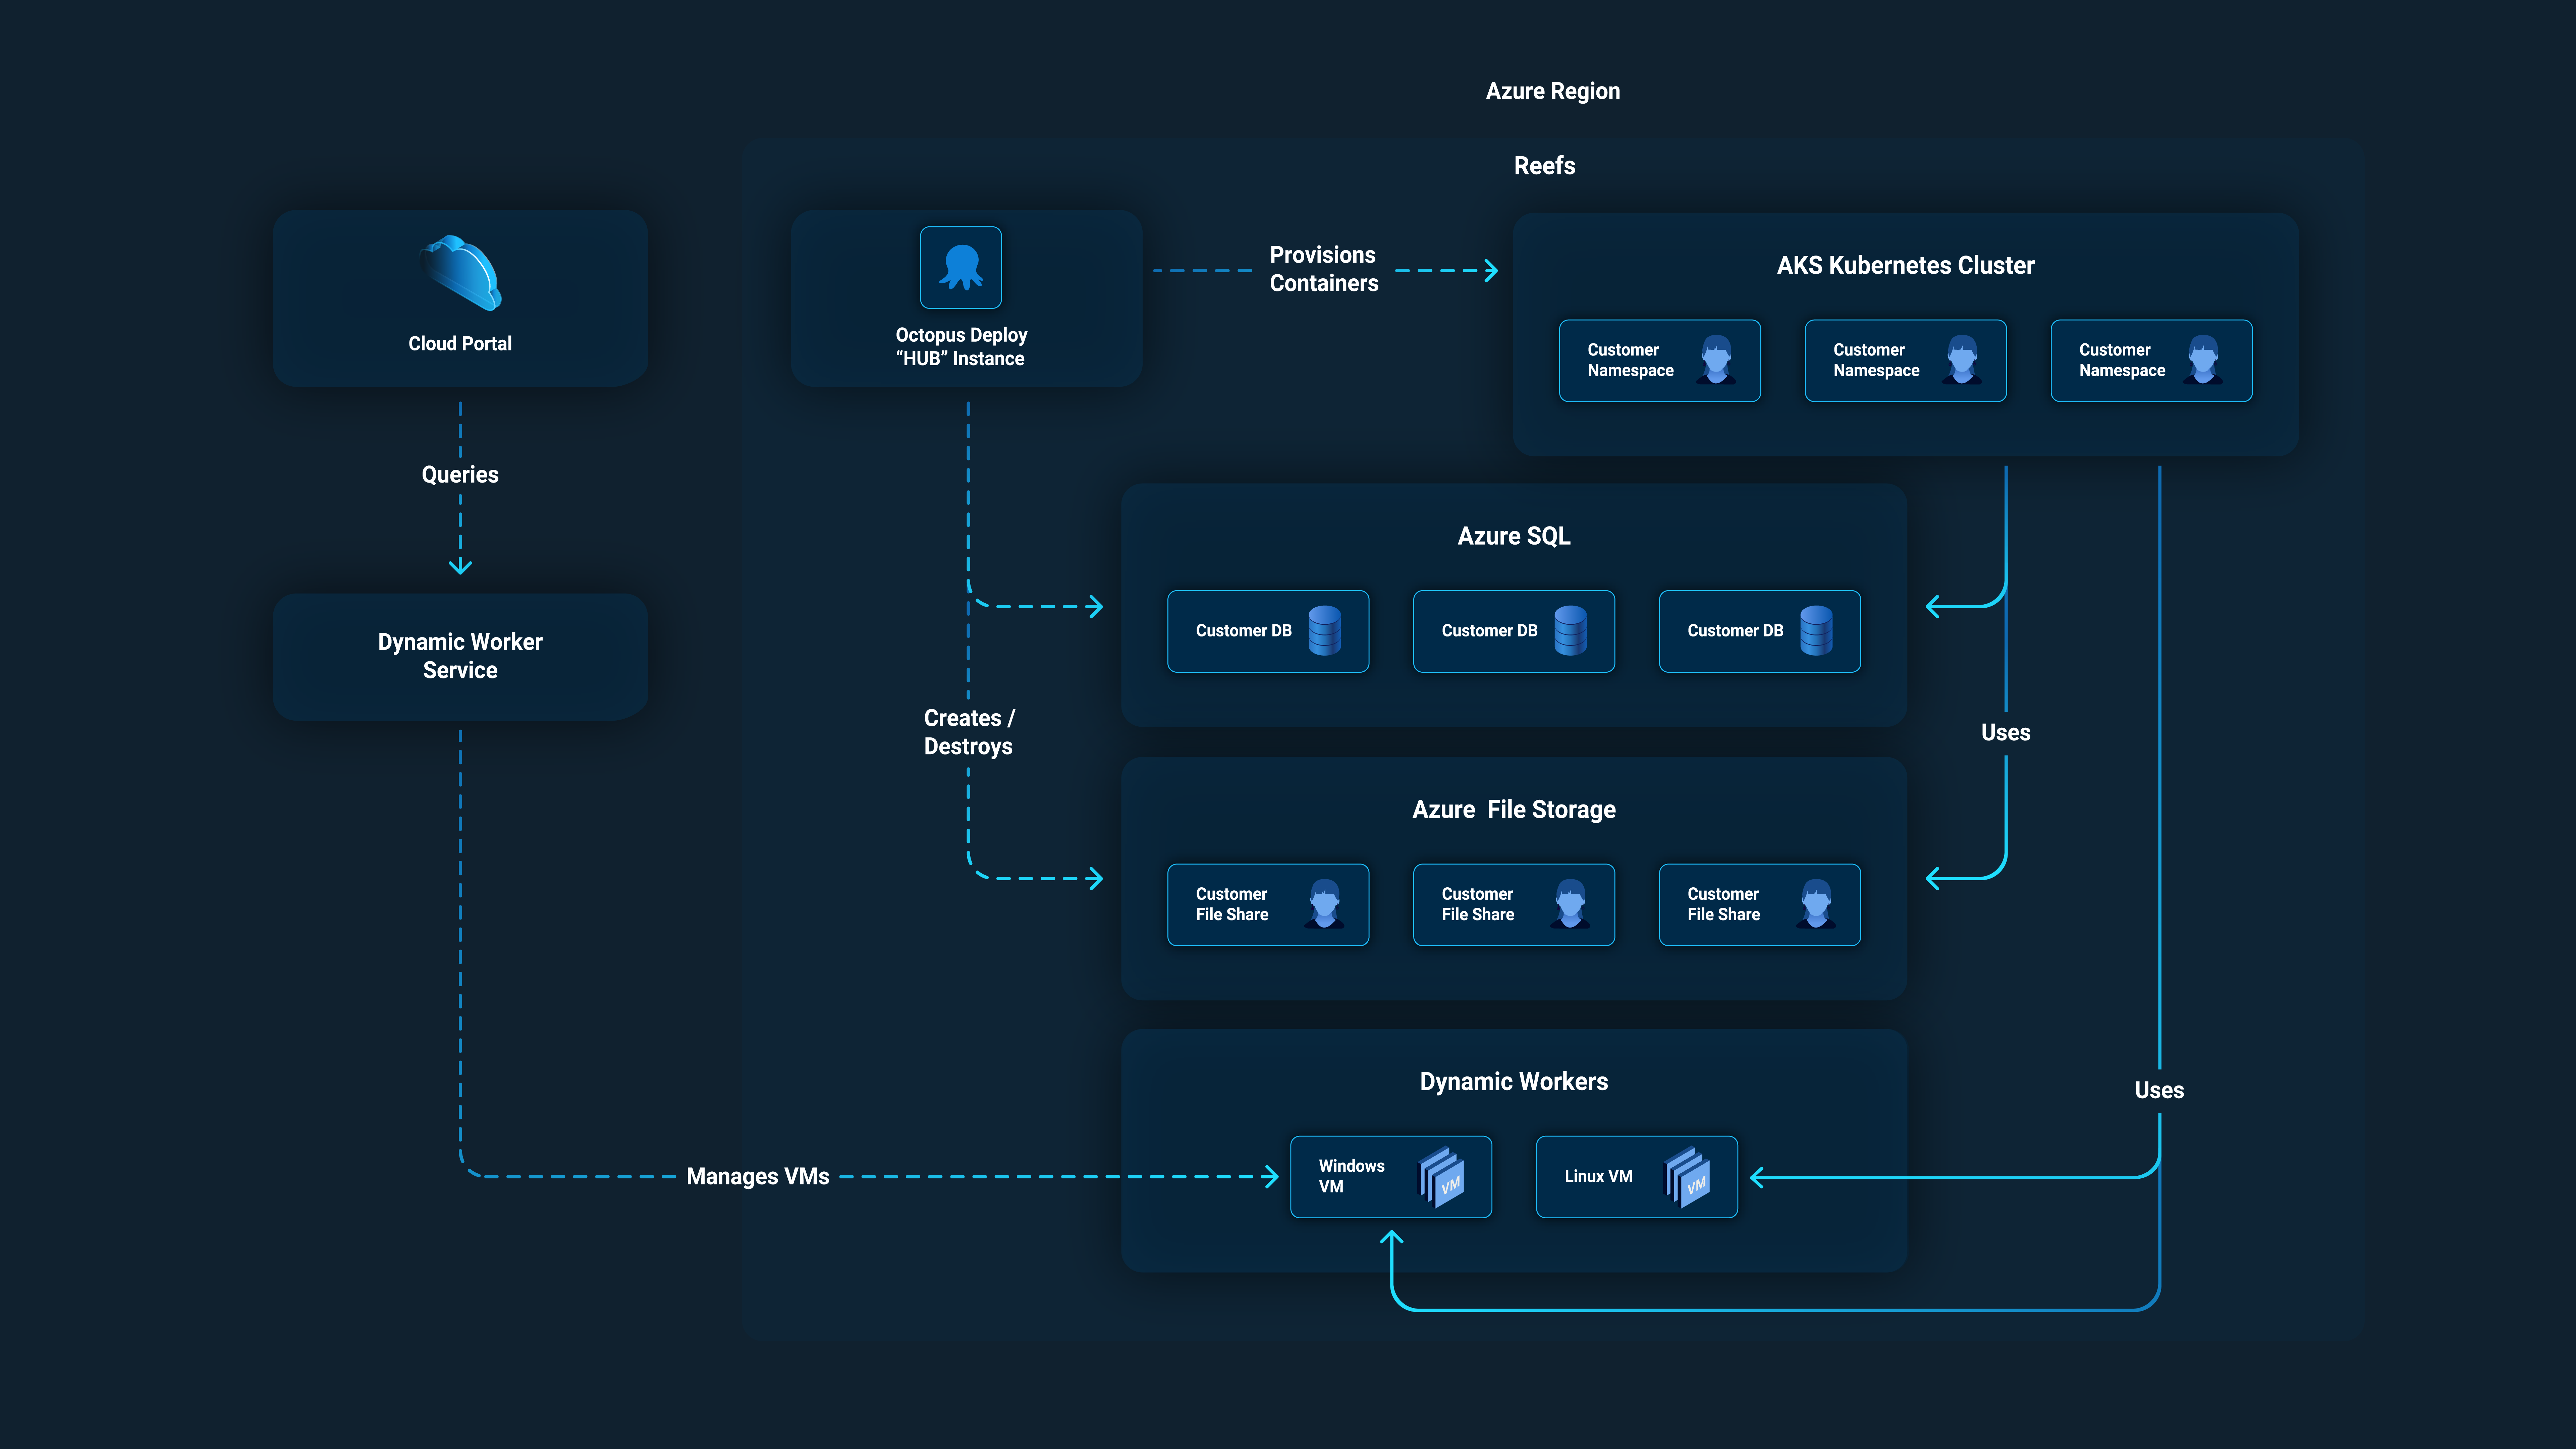 Azure Region
Reefs
Cloud Portal
Queries
Dynamic Worker
Service
Manages VMs
Octopus Deploy
“HUB” Instance
Provisions
Containers
Creates /
Destroys
AKS Kubernetes Cluster
Customer
Namespace
Customer
Namespace
Customer
Namespace
Azure SQL
Customer DB
Customer DB
Customer DB
Uses
Azure  File Storage
Customer
File Share
Customer
File Share
Customer
File Share
Dynamic Workers
Windows
VM
VM
Linux VM
VM
Uses